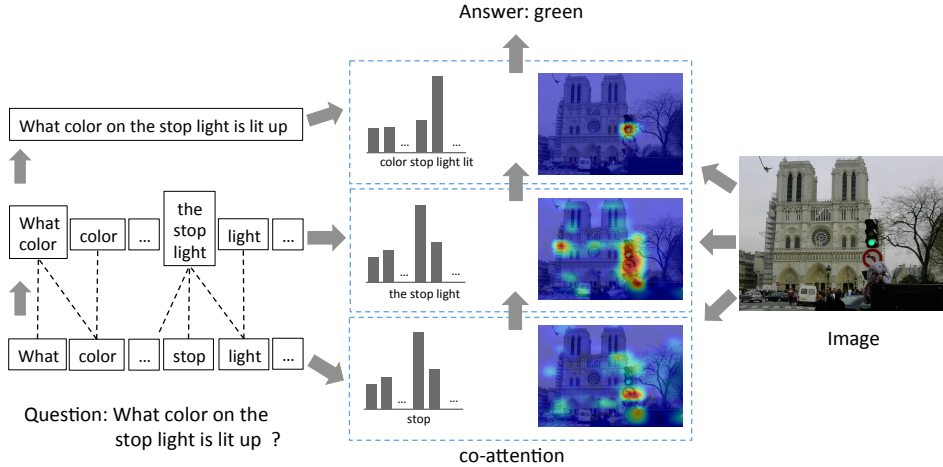 Answer: green
What color on the stop light is lit up
... ...
color stop light lit
What
color
color
...
the
stop
light
light
...
... ...
the stop light
What
color
...
stop
light
...
... ...
stop
Image
Question: What color on the
stop light is lit up ?
co-attention